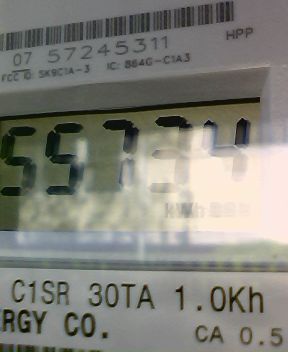 07 57245311
HPP
FCC ID: SK9C1A-3 IC: 864G-C1A3
55734
kWh
C1SR 30TA 1.0Kh
RGY CO.
CA 0.5